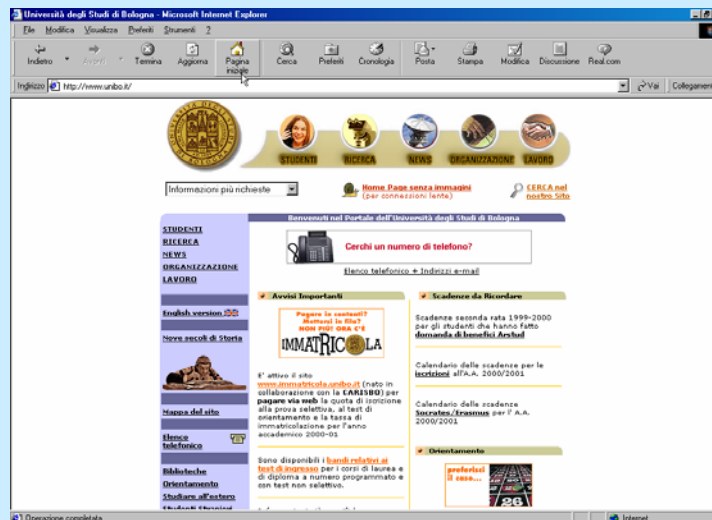 Università degli Studi di Bologna - Microsoft Internet Explorer
File Modifica Visualizza Preferiti Strumenti ?
Indietro Avanti Termina Aggiorna Pagina iniziale Cerca Preferiti Cronologia Posta Stampa Modifica Discussione Real.com
Indirizzo http://www.unibo.it/ Vai Collegament
STUDENTI RICERCA NEWS ORGANIZZAZIONE LAVORO
Informazioni più richieste
Home Page senza immagini
(per connessioni lente)
CERCA nel
nostro Sito
Benvenuti nel Portale dell'Università degli Studi di Bologna
STUDENTI
RICERCA
NEWS
ORGANIZZAZIONE
LAVORO
English version
Nove secoli di Storia
Mappa del sito
Elenco
telefonico
Biblioteche
Orientamento
Studiare all'estero
Studenti Stranieri
Cerchi un numero di telefono?
Elenco telefonico + Indirizzi e-mail
Avvisi Importanti
Pagare in contanti?
Mettersi in fila?
NON PIÙ! ORA C'È
IMMATRICOLA
E' attivo il sito
www.immatricola.unibo.it (nato in
collaborazione con la CARISBO) per
pagare via web la quota di iscrizione
alla prova selettiva, al test di
orientamento e la tassa di
immatricolazione per l'anno
accademico 2000-01
Sono disponibili i bandi relativi ai
test di ingresso per i corsi di laurea e
di diploma a numero programmato e
con test non selettivo.
Scadenze da Ricordare
Scadenze seconda rata 1999-2000
per gli studenti che hanno fatto
domanda di benefici Arstud
Calendario delle scadenze per le
iscrizioni all'A.A. 2000/2001
Calendario delle scadenze
Socrates/Erasmus per l' A.A.
2000/2001
Orientamento
preferisci
il caso...
26
Operazione completata Internet